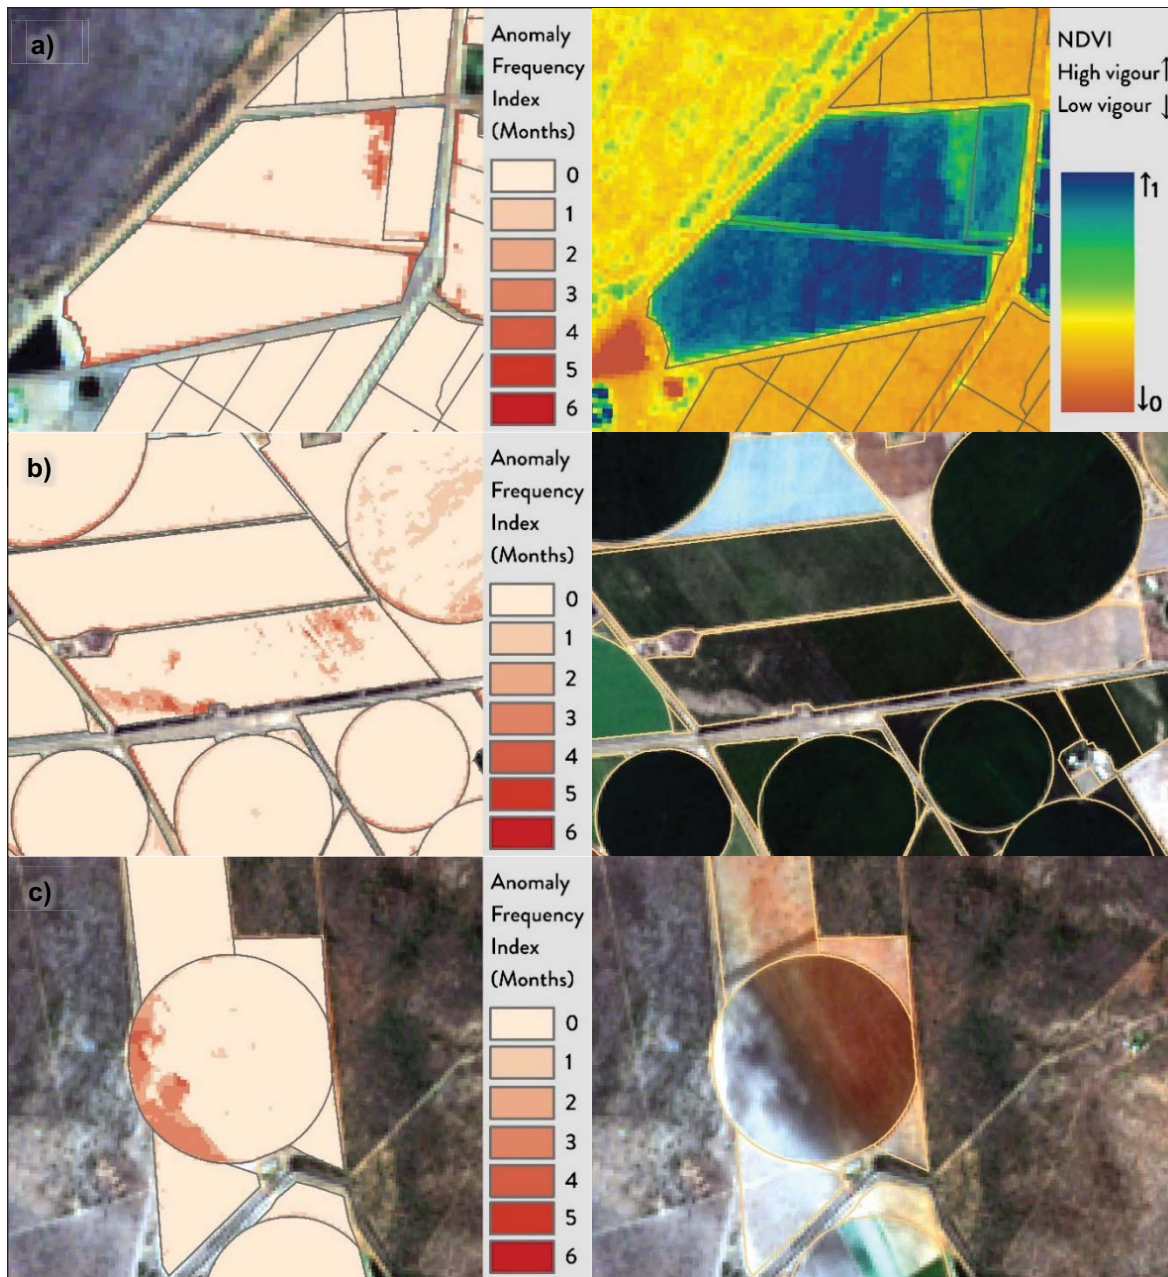 a)
Anomaly
Frequency
Index
(Months)
0
1
2
3
4
5
6
NDVI
High vigour↑
Low vigour ↓
↑1
↓0
b)
Anomaly
Frequency
Index
(Months)
0
1
2
3
4
5
6
c)
Anomaly
Frequency
Index
(Months)
0
1
2
3
4
5
6